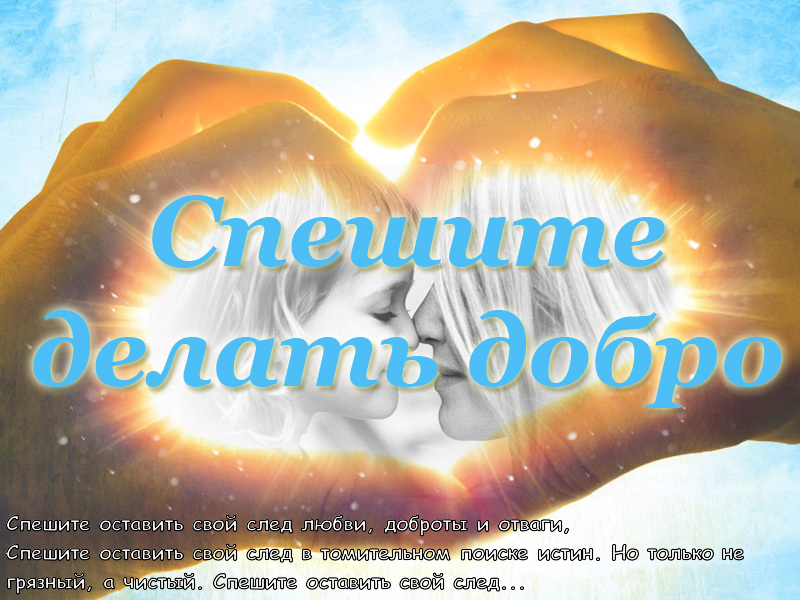 Спешите
делать добро
Спешите оставить свой след любви, доброты и отваги,
Спешите оставить свой след в томительном поиске истин. Но только не
грязный, а чистый. Спешите оставить свой след...